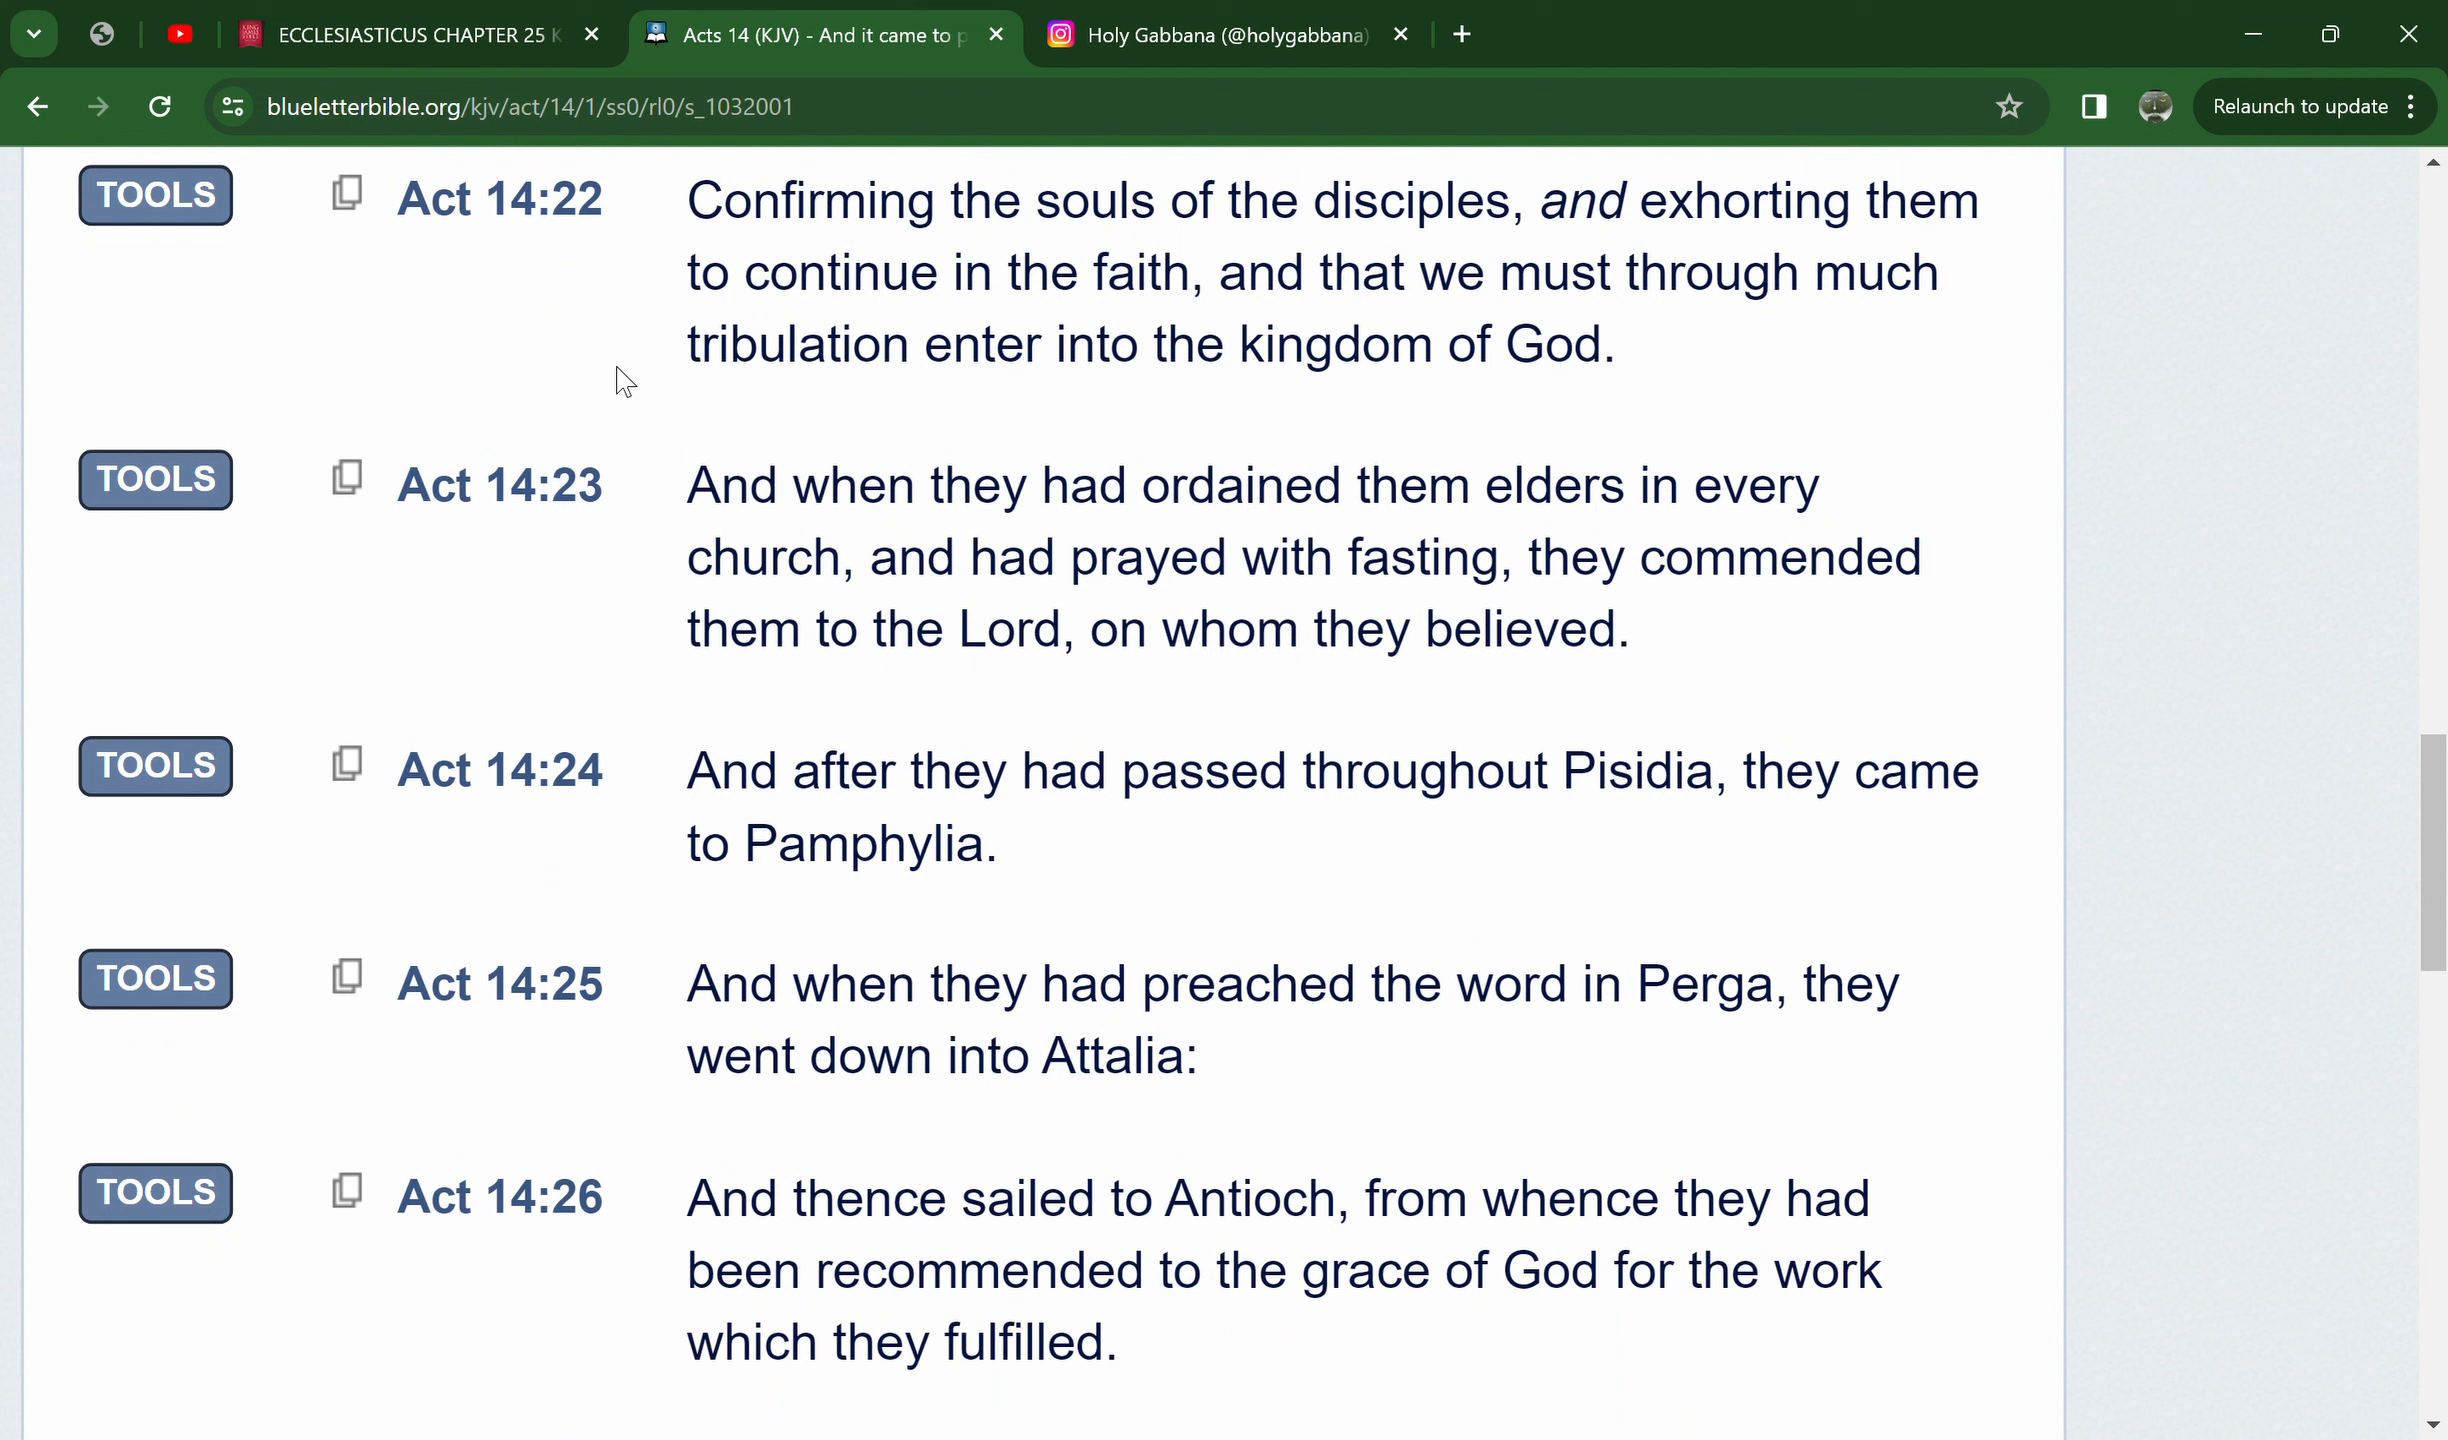 ECCLESIASTICUS CHAPTER 25 K
Acts 14 (KJV) - And it came to p
Holy Gabbana (@holygabbana)
blueletterbible.org/kjv/act/14/1/ss0/rl0/s_1032001
Relaunch to update
TOOLS Act 14:22 Confirming the souls of the disciples, and exhorting them
to continue in the faith, and that we must through much
tribulation enter into the kingdom of God.
TOOLS Act 14:23 And when they had ordained them elders in every
church, and had prayed with fasting, they commended
them to the Lord, on whom they believed.
TOOLS Act 14:24 And after they had passed throughout Pisidia, they came
to Pamphylia.
TOOLS Act 14:25 And when they had preached the word in Perga, they
went down into Attalia:
TOOLS Act 14:26 And thence sailed to Antioch, from whence they had
been recommended to the grace of God for the work
which they fulfilled.